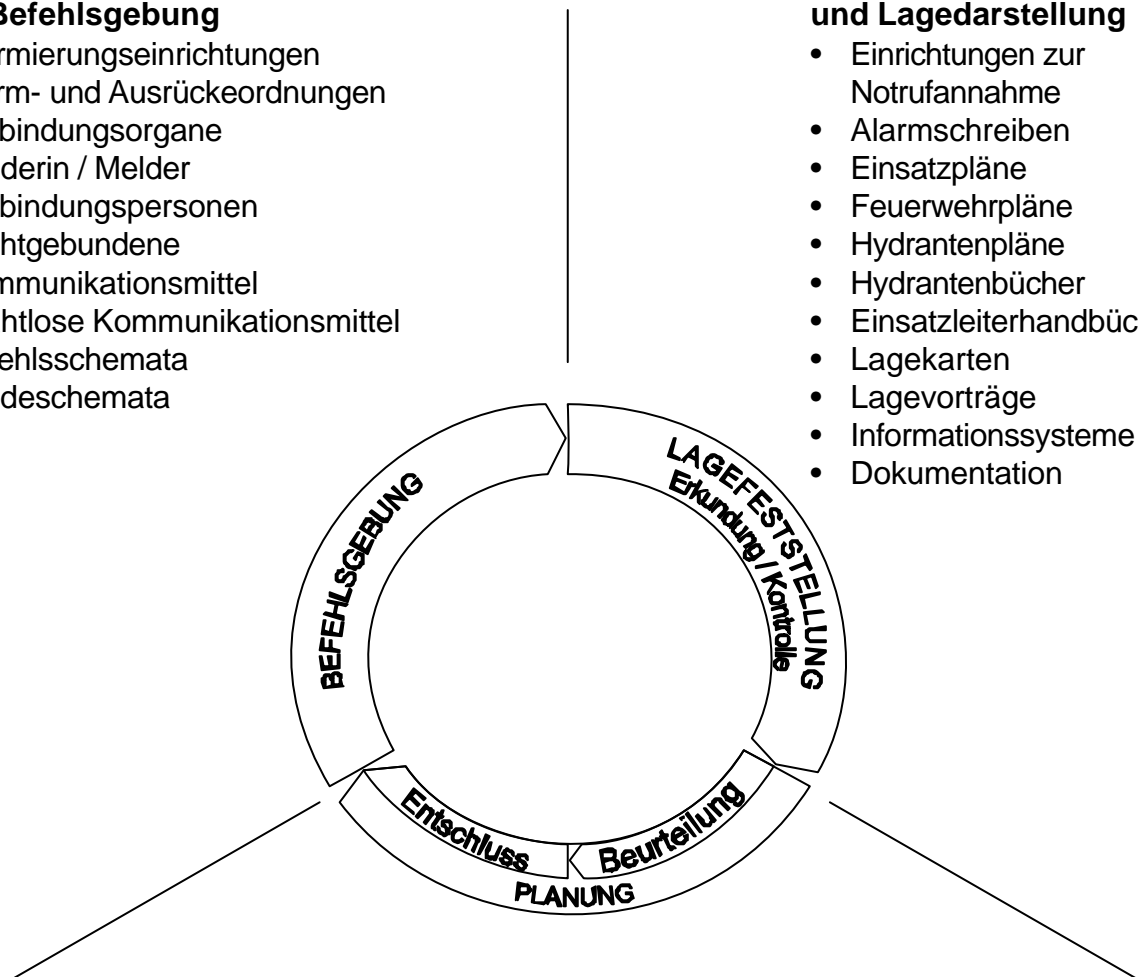 Befehlsgebung
rmierungseinrichtungen
rm- und Ausrückeordnungen
bindungsorgane
derin / Melder
bindungspersonen
htgebundene
mmunikationsmittel
htlose Kommunikationsmittel
ehlsschemata
deschemata
und Lagedarstellung
• Einrichtungen zur
Notrufannahme
• Alarmschreiben
• Einsatzpläne
• Feuerwehrpläne
• Hydrantenpläne
• Hydrantenbücher
• Einsatzleiterhandbüc
• Lagekarten
• Lagevorträge
• Informationssysteme
• Dokumentation
BEFEHLSGEBUNG
LAGEFESTSTELLUNG
Erkundung / Kontrolle
Entschluss
Beurteilung
PLANUNG